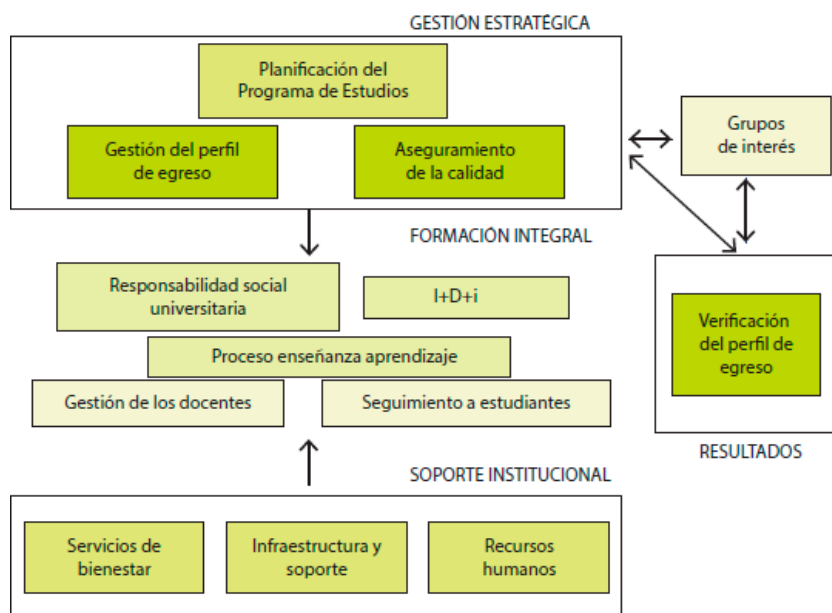 GESTIÓN ESTRATÉGICA
Planificación del
Programa de Estudios
Gestión del perfil
de egreso
Aseguramiento
de la calidad
Grupos
de interés
FORMACIÓN INTEGRAL
Responsabilidad social
universitaria
I+D+i
Proceso enseñanza aprendizaje
Gestión de los docentes
Seguimiento a estudiantes
Verificación
del perfil de
egreso
RESULTADOS
SOPORTE INSTITUCIONAL
Servicios de
bienestar
Infraestructura y
soporte
Recursos
humanos